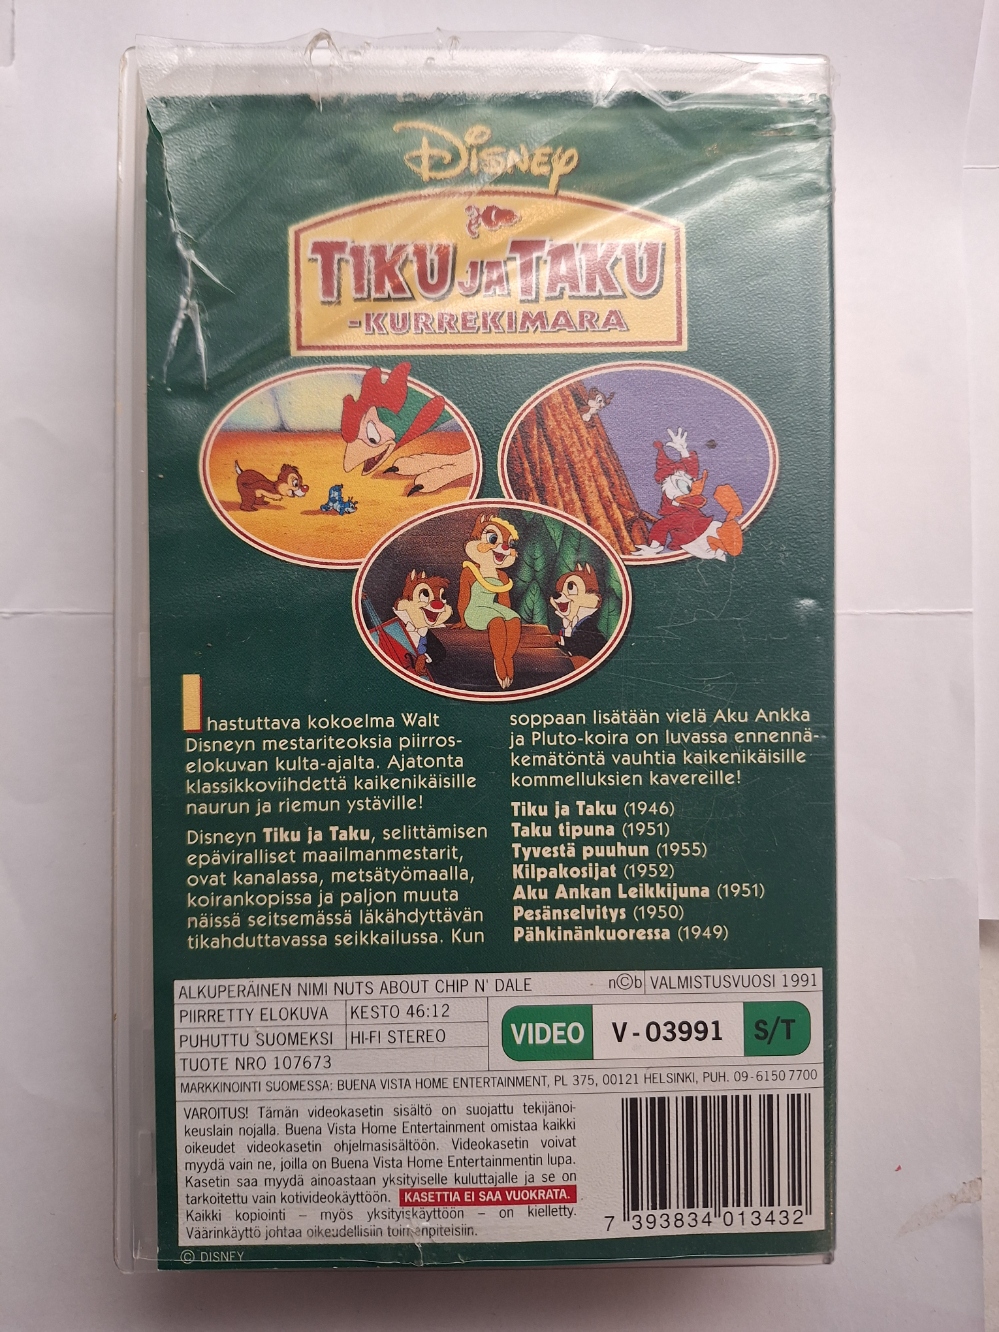 Disney
TIKU JA TAKU
-KURREKIMARA
Ihastuttava kokoelma Walt
Disneyn mestariteoksia piirros-
elokuvan kulta-ajalta. Ajatonta
klassikkoviihdettä kaikenikäisille
naurun ja riemun ystäville!
Disneyn Tiku ja Taku, selittämisen
epäviralliset maailmanmestarit,
ovat kanalassa, metsätyömaalla,
koirankopissa ja paljon muuta
näissä seitsemässä läkähdyttävän
tikahduttavassa seikkailussa. Kun
soppaan lisätään vielä Aku Ankka
ja Pluto-koira on luvassa ennennä-
kemätöntä vauhtia kaikenikäisille
kommelluksien kavereille!
Tiku ja Taku (1946)
Taku tipuna (1951)
Tyvestä puuhun (1955)
Kilpakosijat (1952)
Aku Ankan Leikkijuna (1951)
Pesänselvitys (1950)
Pähkinänkuoressa (1949)
ALKUPERÄINEN NIMI NUTS ABOUT CHIP N' DALE
n©b VALMISTUSVUOSI 1991
PIIRRETTY ELOKUVA KESTO 46:12
PUHUTTU SUOMEKSI HI-FI STEREO
TUOTE NRO 107673
VIDEO V-03991 S/T
MARKKINOINTI SUOMESSA: BUENA VISTA HOME ENTERTAINMENT, PL 375, 00121 HELSINKI, PUH. 09-6150 7700
VAROITUS! Tämän videokasetin sisältö on suojattu tekijänoi-
keuslain nojalla. Buena Vista Home Entertainment omistaa kaikki
oikeudet videokasetin ohjelmasisältöön. Videokasetin voivat
myydä vain ne, joilla on Buena Vista Home Entertainmentin lupa.
Kasetin saa myydä ainoastaan yksityiselle kuluttajalle ja se on
tarkoitettu vain kotivideokäyttöön. KASETTIA EI SAA VUOKRATA.
Kaikki kopiointi – myös yksityiskäyttöön – on kielletty.
Väärinkäyttö johtaa oikeudellisiin toimenpiteisiin.
7 393834 013432
© DISNEY